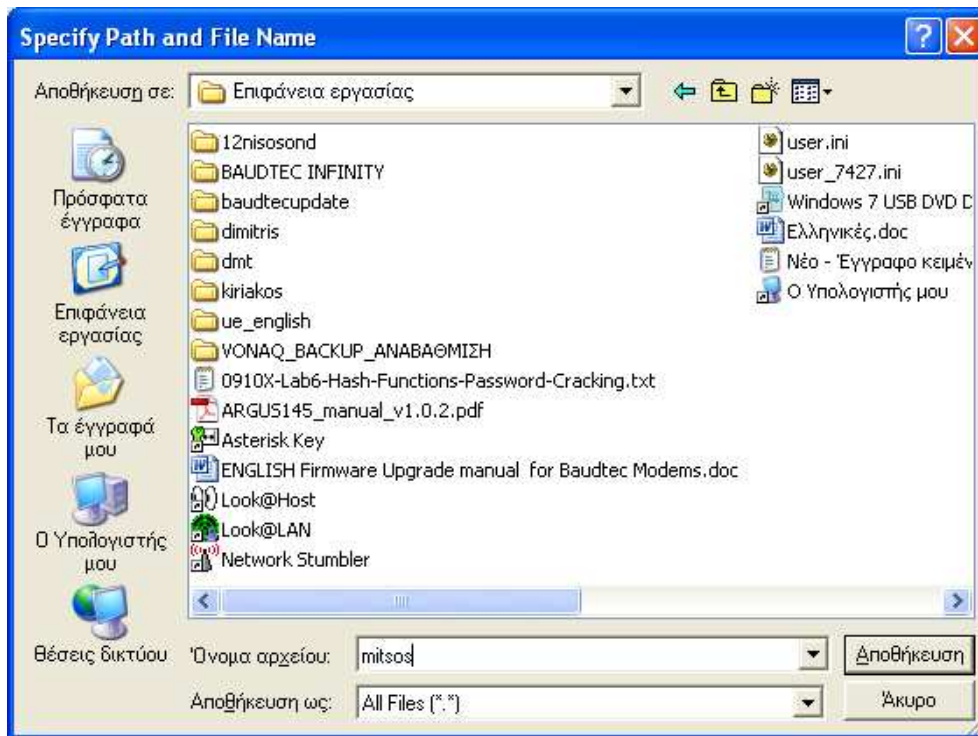 Specify Path and File Name
Αποθήκευση σε:
Επιφάνεια εργασίας
Πρόσφατα
έγγραφα
Επιφάνεια
εργασίας
Τα έγγραφά
μου
Ο Υπολογιστής
μου
Θέσεις δικτύου
12nisosond
BAUDTEC INFINITY
baudtecupdate
dimitris
dmt
kiriakos
ue_english
VONAQ_BACKUP_ΑΝΑΒΑΘΜΙΣΗ
0910X-Lab6-Hash-Functions-Password-Cracking.txt
ARGUS145_manual_v1.0.2.pdf
Asterisk Key
ENGLISH Firmware Upgrade manual for Baudtec Modems.doc
Look@Host
Look@LAN
Network Stumbler
user.ini
user_7427.ini
Windows 7 USB DVD D
Ελληνικές.doc
Νέο - Έγγραφο κειμέν
Ο Υπολογιστής μου
Όνομα αρχείου:
mitsos
Αποθήκευση
Αποθήκευση ως:
All Files (*.*)
Άκυρο